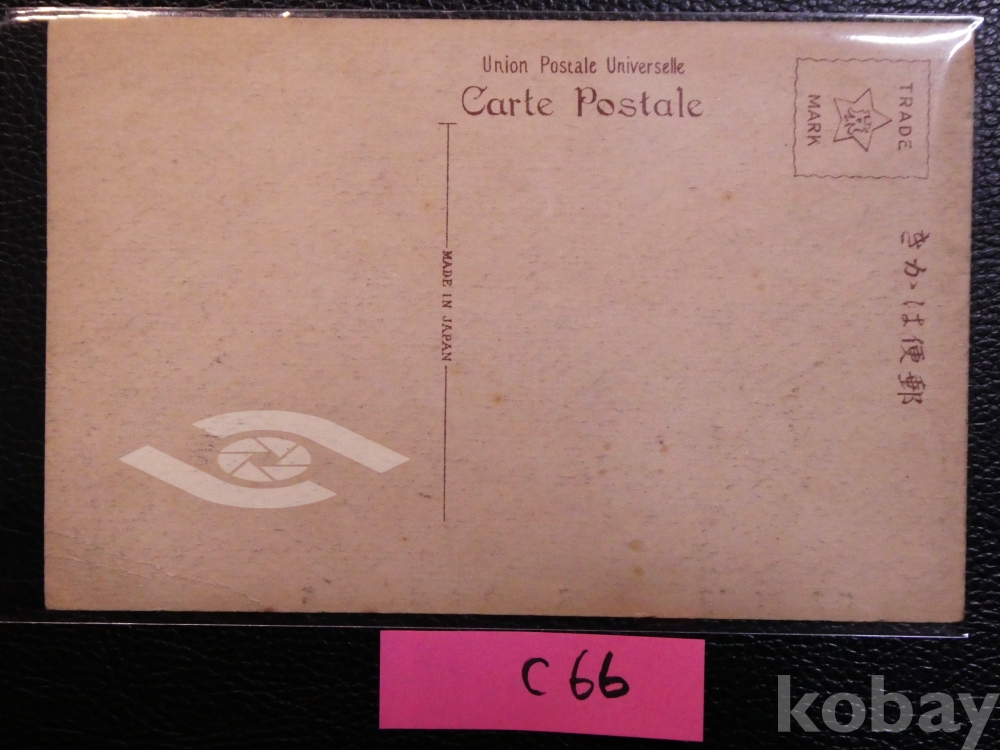 Union Postale Universelle
Carte Postale
TRADE
MARK
きかは便郵
MADE IN JAPAN
C66
kobay